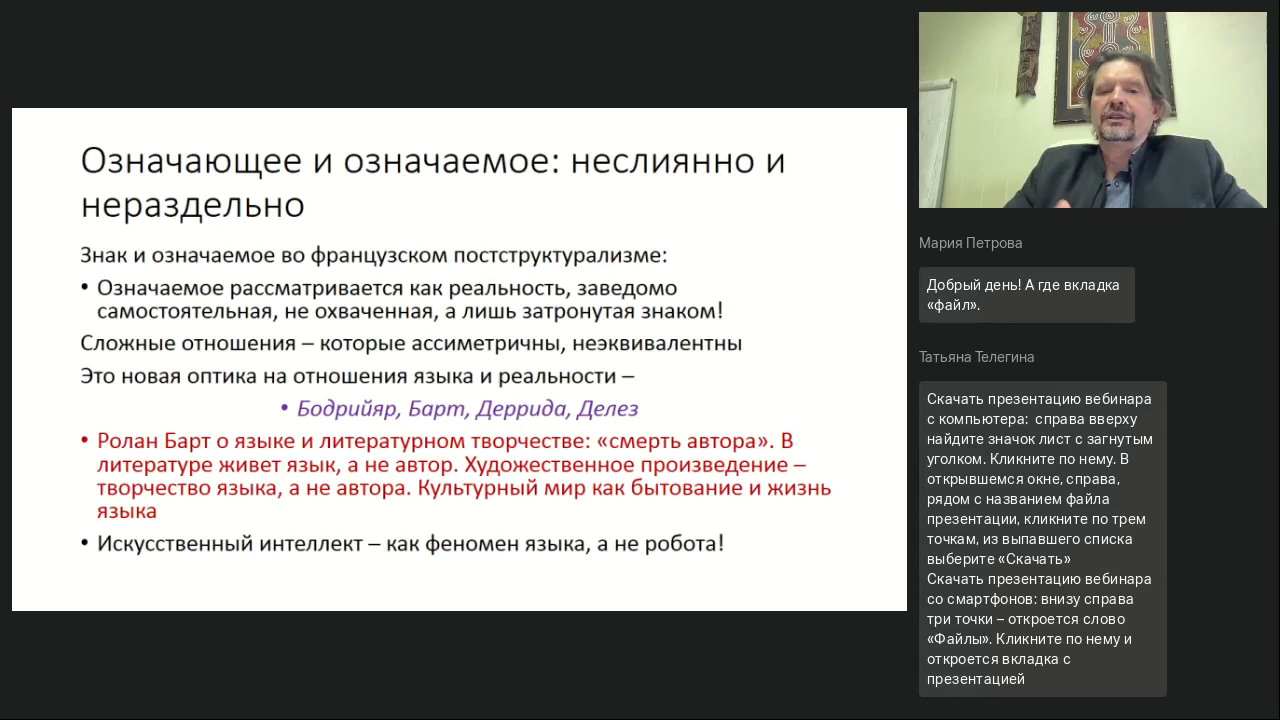 Означающее и означаемое: неслиянно и
нераздельно
Знак и означаемое во французском постструктурализме:
• Означаемое рассматривается как реальность, заведомо
самостоятельная, не охваченная, а лишь затронутая знаком!
Сложные отношения – которые ассиметричны, неэквивалентны
Это новая оптика на отношения языка и реальности –
• Бодрийяр, Барт, Деррида, Делез
• Ролан Барт о языке и литературном творчестве: «смерть автора». В
литературе живет язык, а не автор. Художественное произведение –
творчество языка, а не автора. Культурный мир как бытование и жизнь
языка
• Искусственный интеллект – как феномен языка, а не робота!
Мария Петрова
Добрый день! А где вкладка
«файл».
Татьяна Телегина
Скачать презентацию вебинара
с компьютера: справа вверху
найдите значок лист с загнутым
уголком. Кликните по нему. В
открывшемся окне, справа,
рядом с названием файла
презентации, кликните по трем
точкам, из выпавшего списка
выберите «Скачать»
Скачать презентацию вебинара
со смартфонов: внизу справа
три точки – откроется слово
«Файлы». Кликните по нему и
откроется вкладка с
презентацией